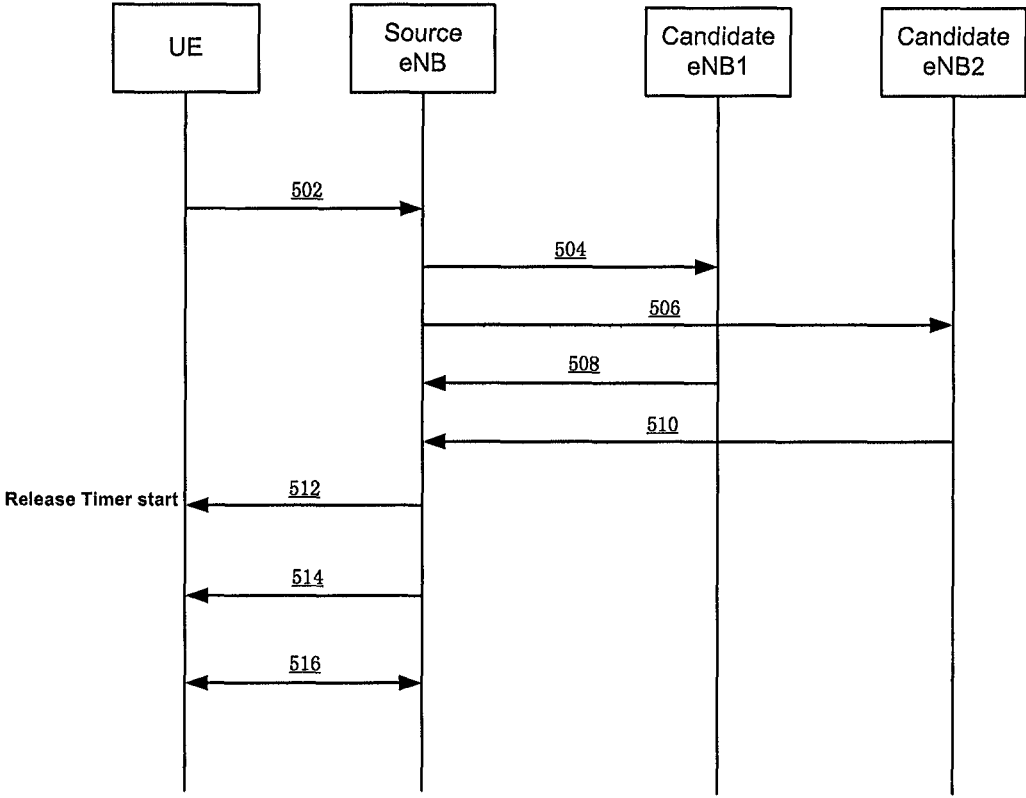 UE
Source
eNB
Candidate
eNB1
Candidate
eNB2
502
504
506
508
510
Release Timer start
512
514
516